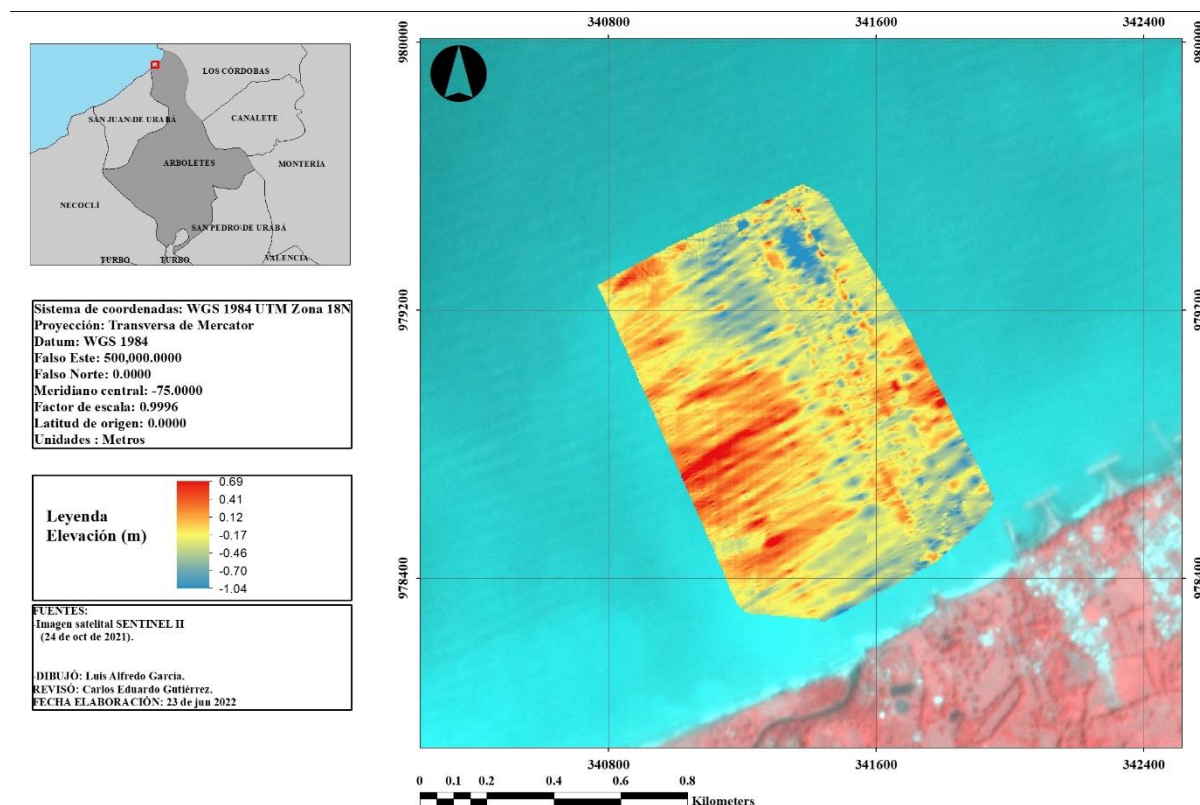 340800 341600 342400
980000 980000
LOS CÓRDOBAS
SAN JUAN DE URABÁ
CANALETE
ARBOLETES
MONTERÍA
NECOCLÍ
SAN PEDRO DE URABÁ
TURBO TURBO VALENCIA
Sistema de coordenadas: WGS 1984 UTM Zona 18N
Proyección: Transversa de Mercator
Datum: WGS 1984
Falso Este: 500,000.0000
Falso Norte: 0.0000
Meridiano central: -75.0000
Factor de escala: 0.9996
Latitud de origen: 0.0000
Unidades : Metros
979200 979200
Leyenda
Elevación (m)
0.69
0.41
0.12
-0.17
-0.46
-0.70
-1.04
978400 978400
FUENTES:
-Imagen satelital SENTINEL II
(24 de oct de 2021).
-DIBUJÓ: Luis Alfredo García.
REVISÓ: Carlos Eduardo Gutiérrez.
FECHA ELABORACIÓN: 23 de jun 2022
340800 341600 342400
0 0.1 0.2 0.4 0.6 0.8
Kilometers